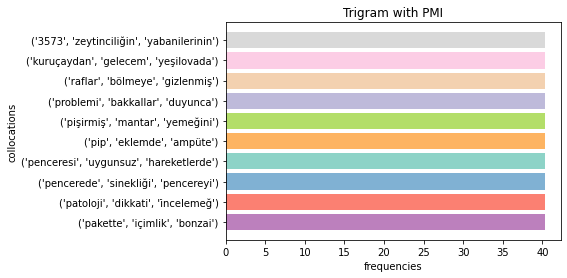 Trigram with PMI
collocations
('3573', 'zeytinciliğin', 'yabanilerinin')
('kuruçaydan', 'gelecem', 'yeşilovada')
('raflar', 'bölmeye', 'gizlenmiş')
('problemi', 'bakkallar', 'duyunca')
('pişirmiş', 'mantar', 'yemeğini')
('pip', 'eklemde', 'ampüte')
('penceresi', 'uygunsuz', 'hareketlerde')
('pencerede', 'sinekliği', 'pencereyi')
('patoloji', 'dikkati', 'i̇ncelemeğ')
('pakette', 'içimlik', 'bonzai')
0 5 10 15 20 25 30 35 40
frequencies